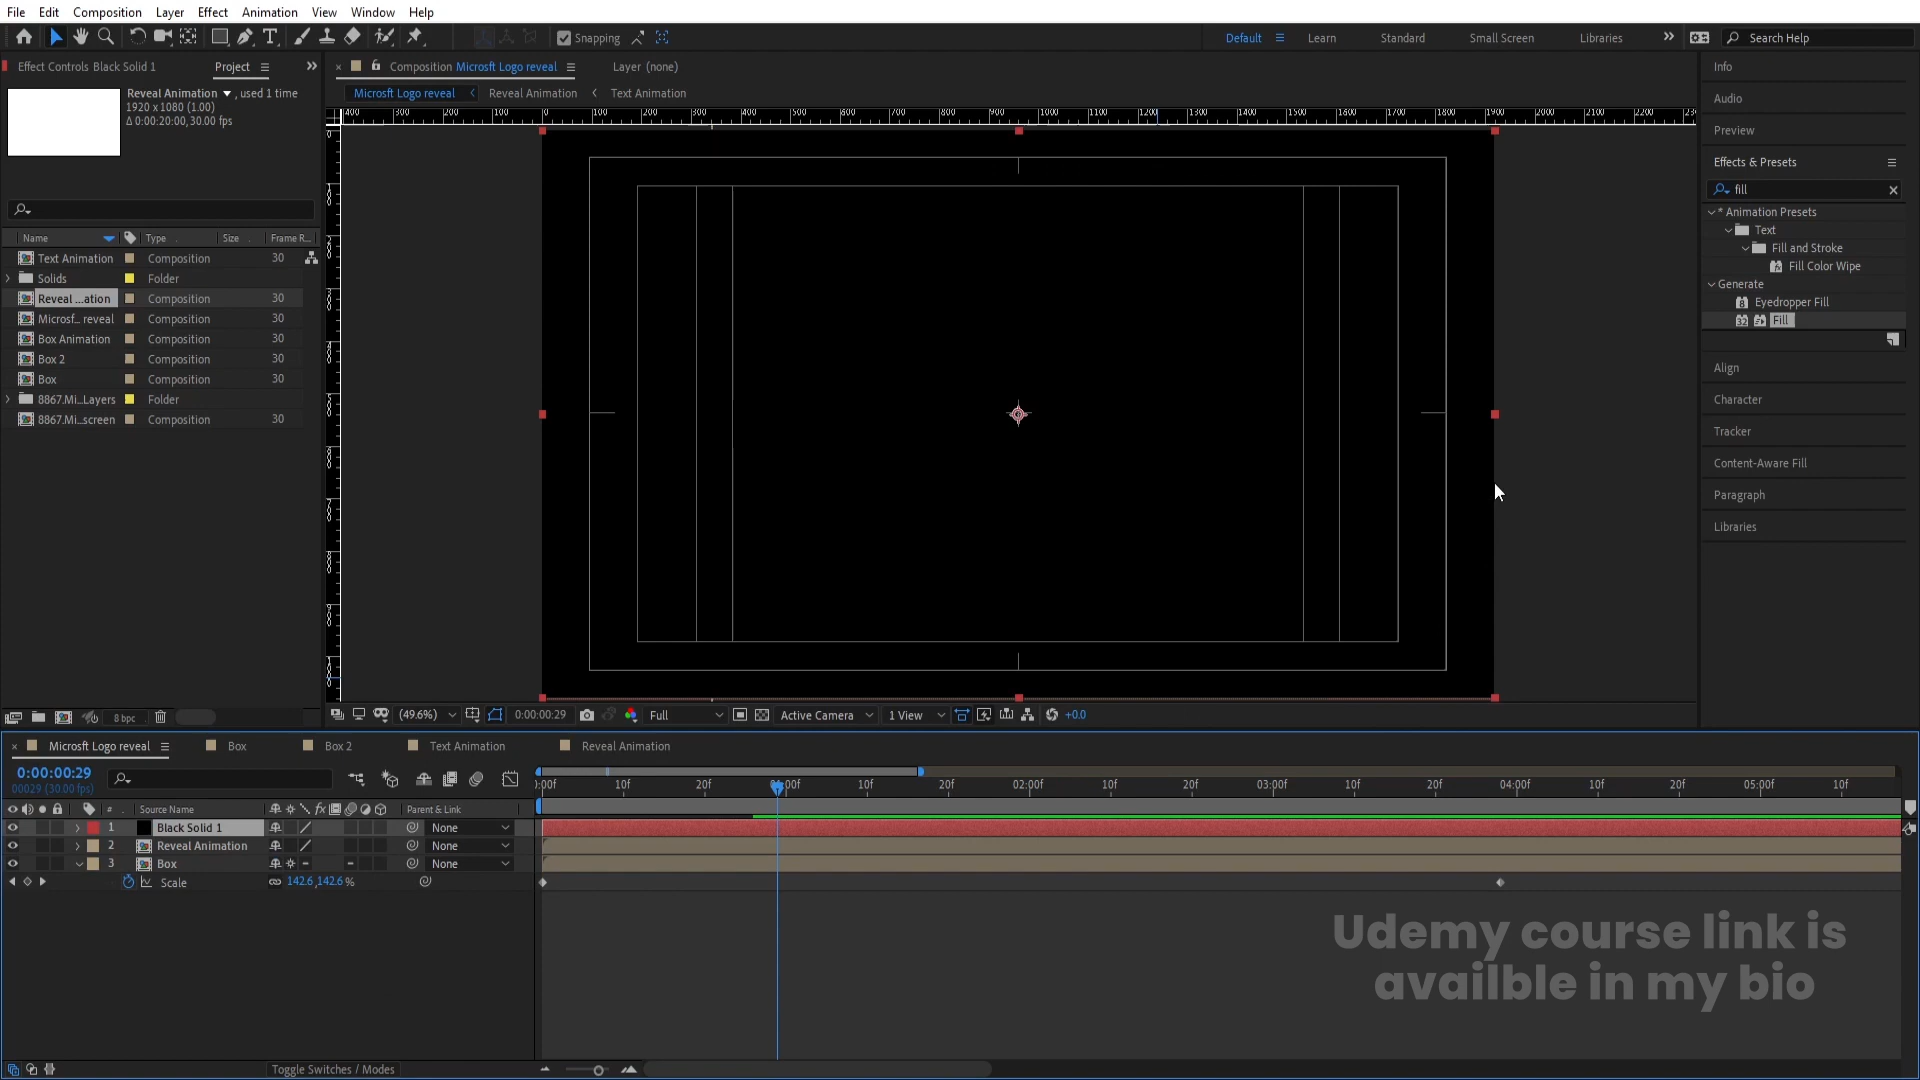 File Edit Composition Layer Effect Animation View Window Help
Snapping
Default
Learn
Standard
Small Screen
Libraries
Search Help
Effect Controls Black Solid 1
Project
Composition Microsft Logo reveal
Layer (none)
Info
Microsft Logo reveal
Reveal Animation
Text Animation
Audio
Reveal Animation , used 1 time
1920 x 1080 (1.00)
Δ 0:00:20:00, 30.00 fps
Preview
Effects & Presets
fill
* Animation Presets
Text
Fill and Stroke
Fill Color Wipe
Generate
Eyedropper Fill
Fill
Align
Character
Tracker
Content-Aware Fill
Paragraph
Libraries
Name Type Size Frame R...
Text Animation Composition 30
Solids Folder
Reveal ...ation Composition 30
Microsf... reveal Composition 30
Box Animation Composition 30
Box 2 Composition 30
Box Composition 30
8867.Mi...Layers Folder
8867.Mi...screen Composition 30
8 bpc
(49.6%)
0:00:00:29
Full
Active Camera
1 View
+0.0
Microsft Logo reveal
Box
Box 2
Text Animation
Reveal Animation
0:00:00:29
00029 (30.00 fps)
:00f 10f 20f 10f 20f 02:00f 10f 20f 03:00f 10f 20f 04:00f 10f 20f 05:00f 10f
# Source Name Parent & Link
1 Black Solid 1 None
2 Reveal Animation None
3 Box None
Scale 142.6,142.6%
Toggle Switches / Modes
Udemy course link is
availble in my bio